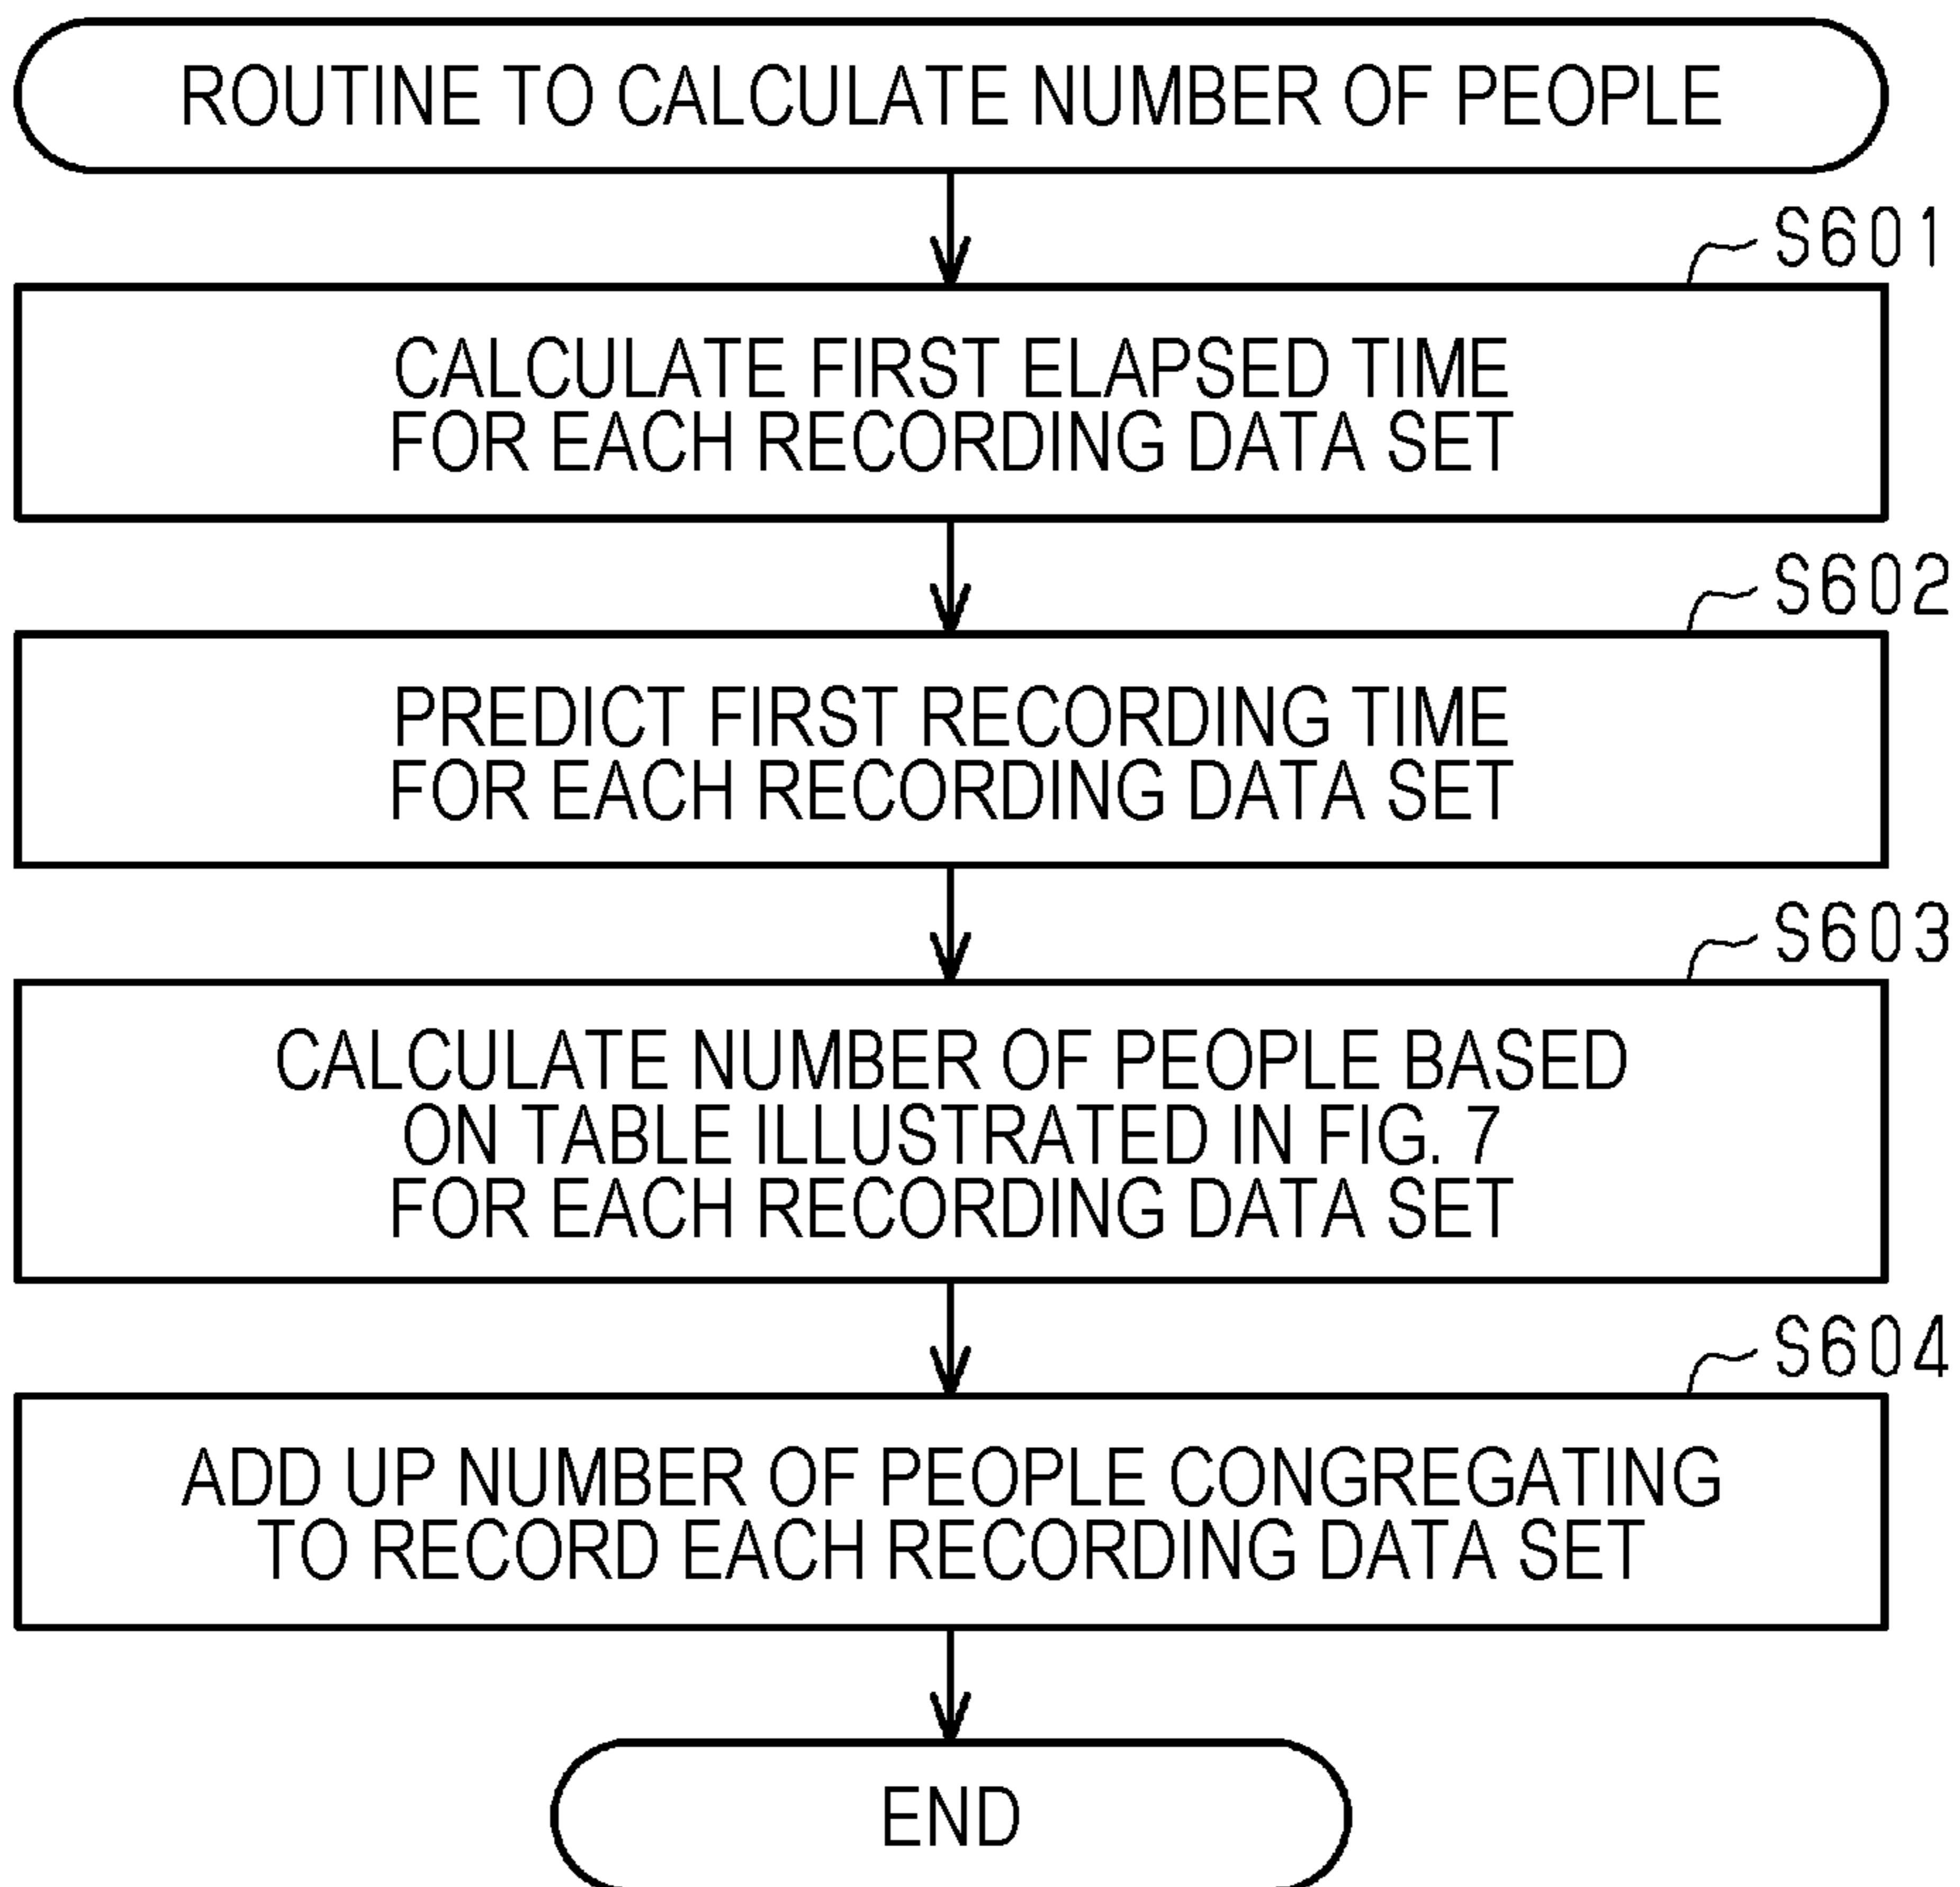 ROUTINE TO CALCULATE NUMBER OF PEOPLE
S601
CALCULATE FIRST ELAPSED TIME
FOR EACH RECORDING DATA SET
S602
PREDICT FIRST RECORDING TIME
FOR EACH RECORDING DATA SET
S603
CALCULATE NUMBER OF PEOPLE BASED
ON TABLE ILLUSTRATED IN FIG. 7
FOR EACH RECORDING DATA SET
S604
ADD UP NUMBER OF PEOPLE CONGREGATING
TO RECORD EACH RECORDING DATA SET
END